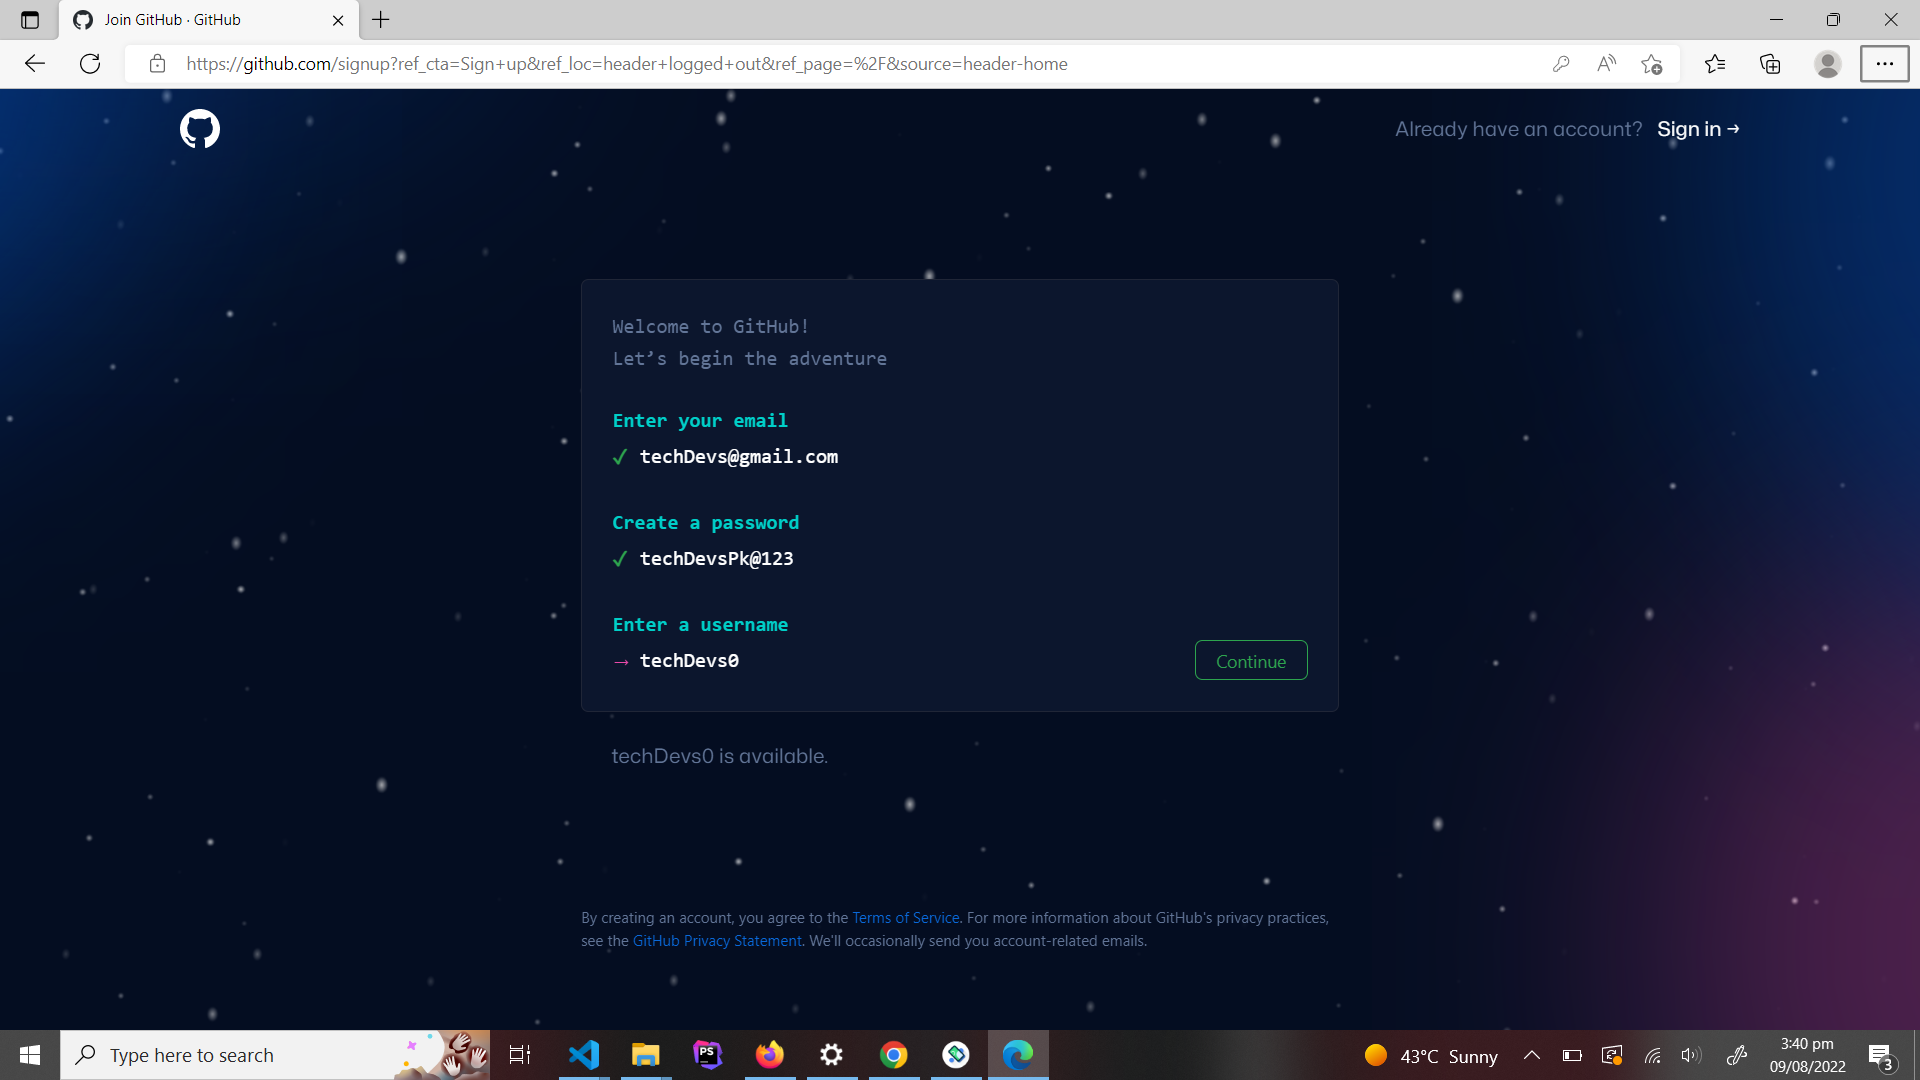 Join GitHub · GitHub
https://github.com/signup?ref_cta=Sign+up&ref_loc=header+logged+out&ref_page=%2F&source=header-home
Already have an account? Sign in →
Welcome to GitHub!
Let’s begin the adventure
Enter your email
✓ techDevs@gmail.com
Create a password
✓ techDevsPk@123
Enter a username
→ techDevs0
Continue
techDevs0 is available.
By creating an account, you agree to the Terms of Service. For more information about GitHub's privacy practices,
see the GitHub Privacy Statement. We'll occasionally send you account-related emails.
Type here to search
PS
43°C Sunny
3:40 pm
09/08/2022
3